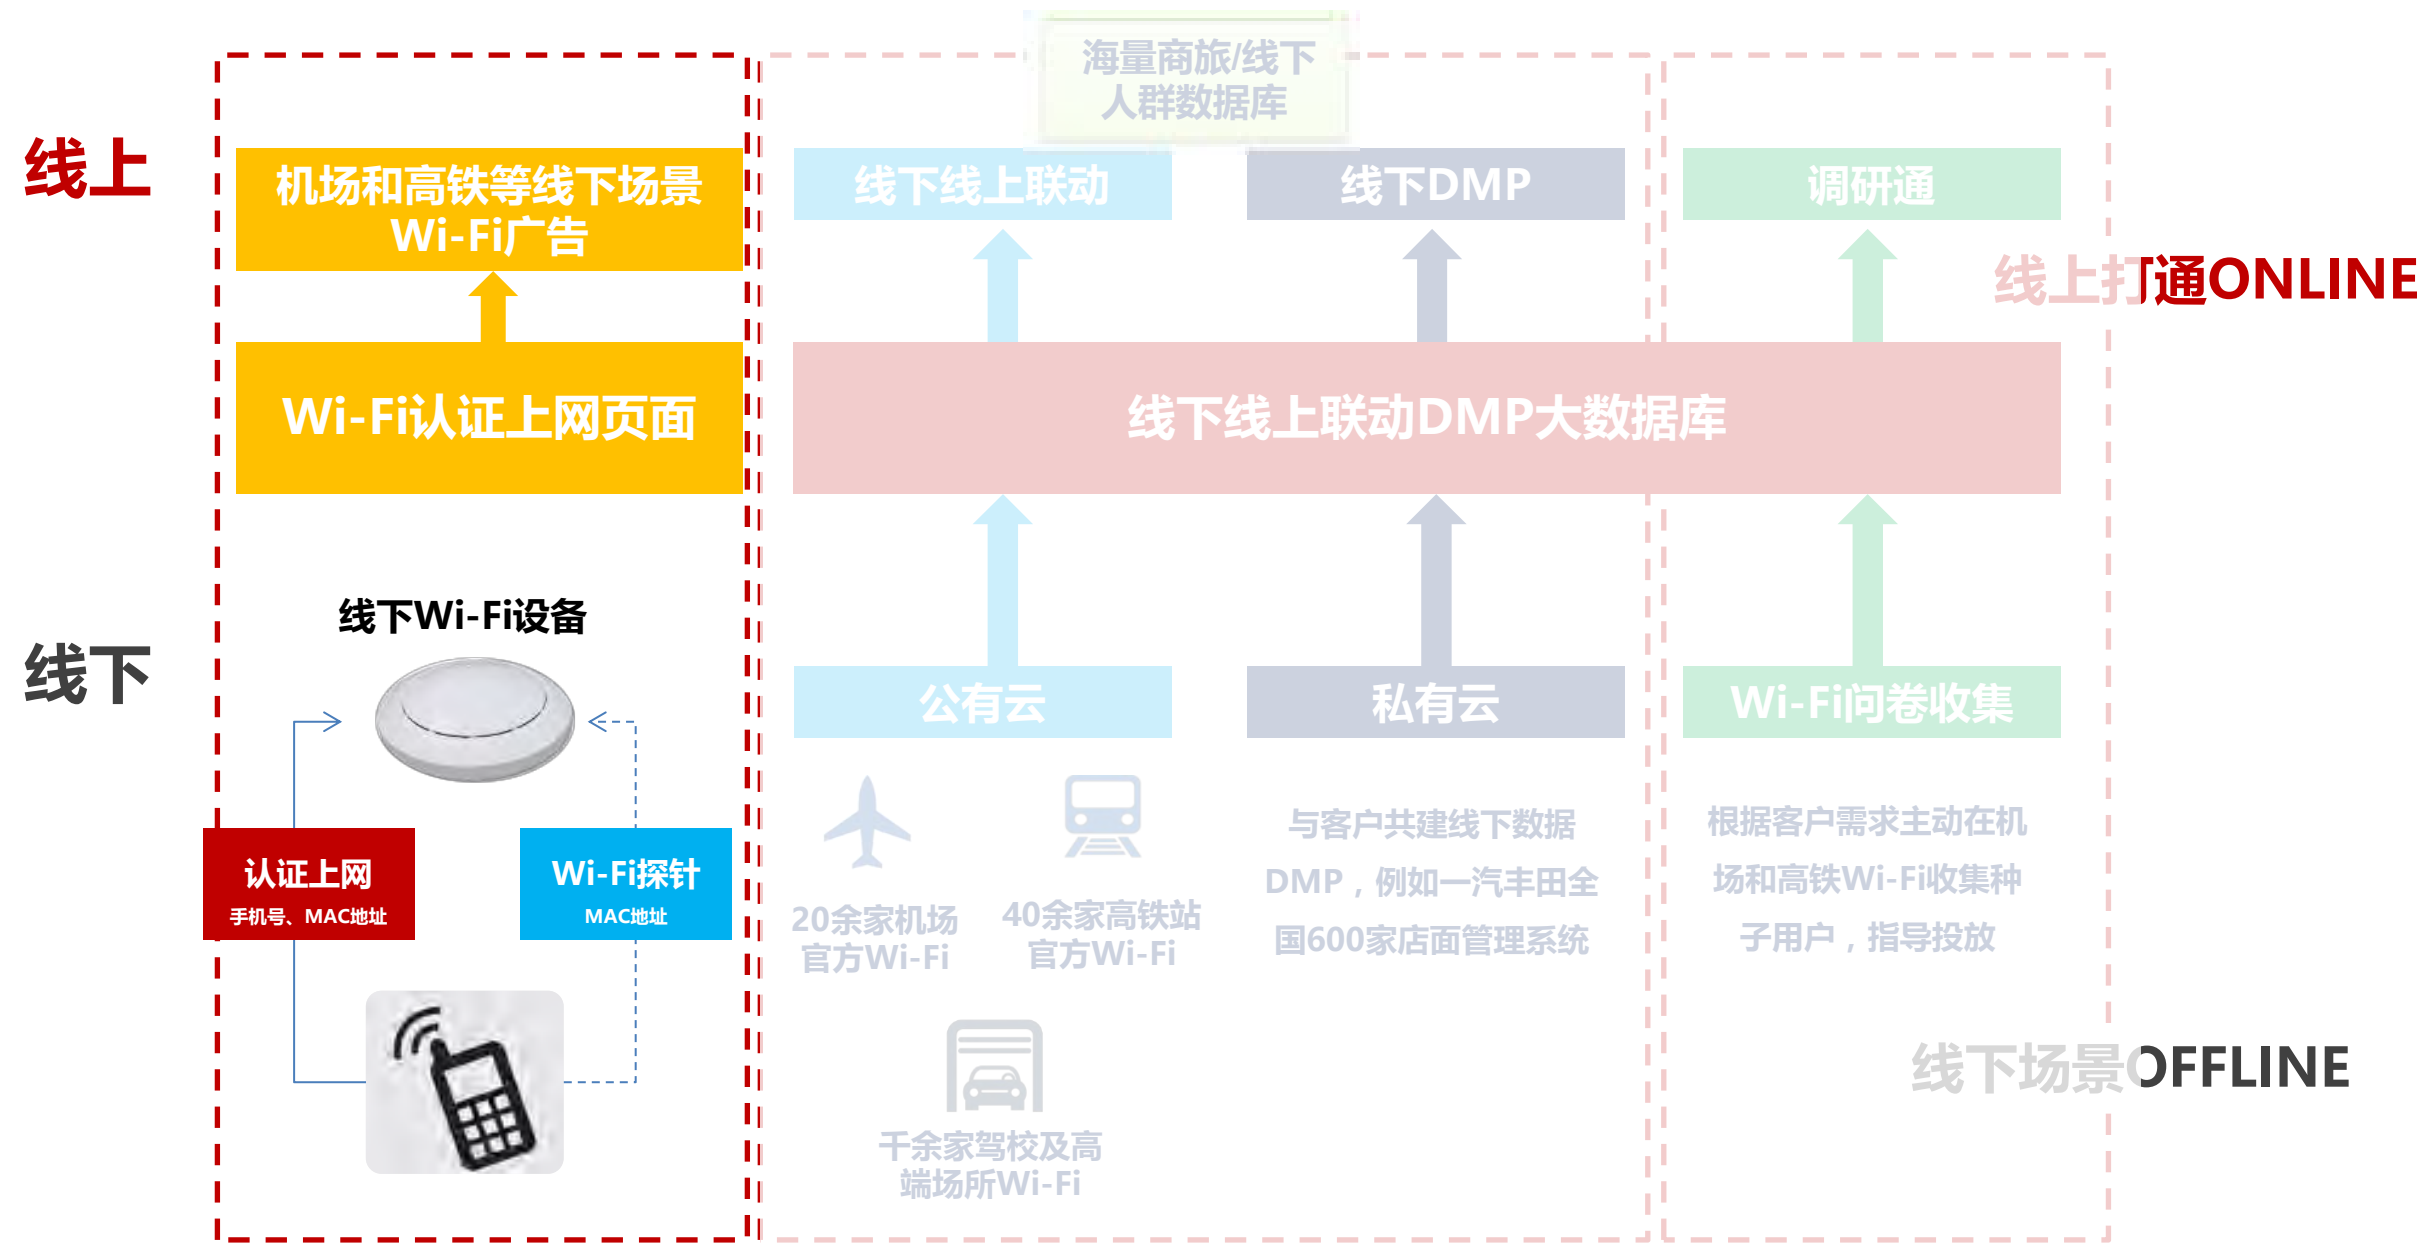 海量商旅/线下
人群数据库
线上
机场和高铁等线下场景
Wi-Fi广告
线下线上联动
线下DMP
调研通
线上打通ONLINE
Wi-Fi认证上网页面
线下线上联动DMP大数据库
线下
线下Wi-Fi设备
公有云
私有云
Wi-Fi问卷收集
认证上网
手机号、MAC地址
Wi-Fi探针
MAC地址
20余家机场
官方Wi-Fi
40余家高铁站
官方Wi-Fi
与客户共建线下数据
DMP，例如一汽丰田全
国600家店面管理系统
根据客户需求主动在机
场和高铁Wi-Fi收集种
子用户，指导投放
线下场景OFFLINE
千余家驾校及高
端场所Wi-Fi